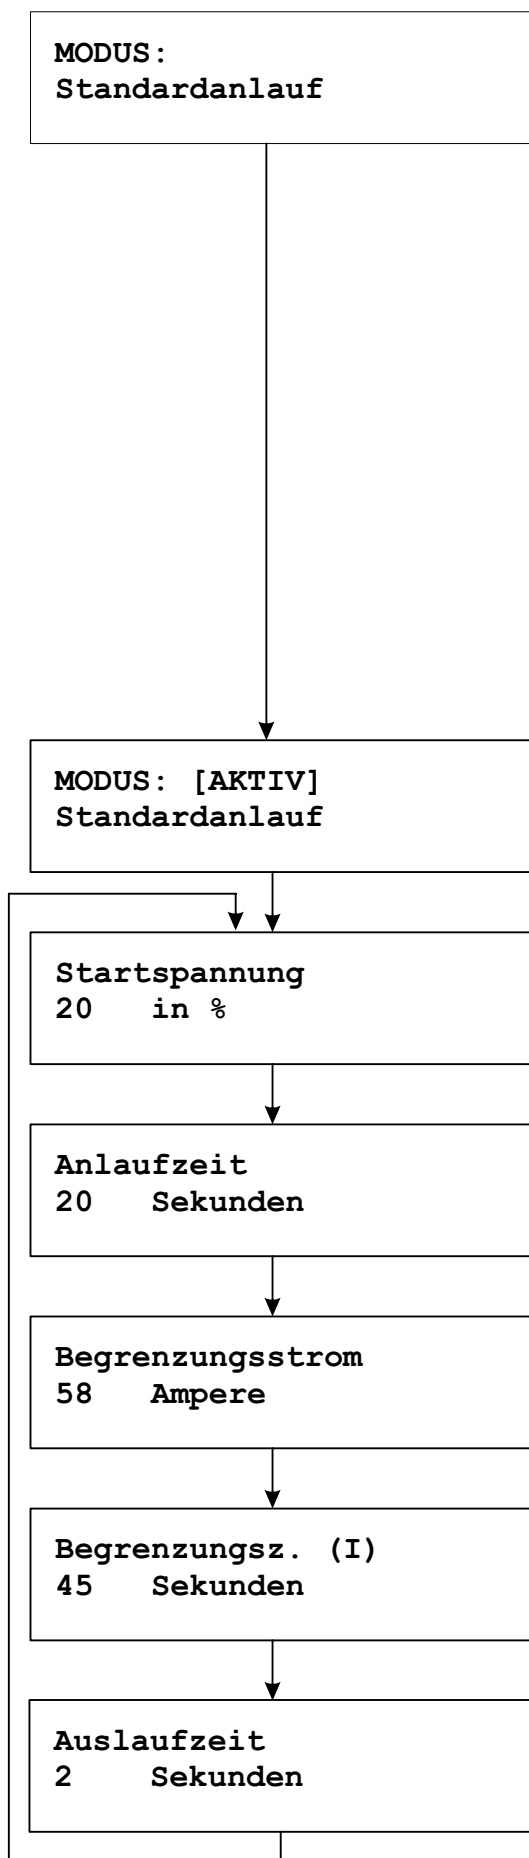 MODUS:
Standardanlauf
MODUS: [AKTIV]
Standardanlauf
Startspannung
20 in %
Anlaufzeit
20 Sekunden
Begrenzungsstrom
58 Ampere
Begrenzungsz. (I)
45 Sekunden
Auslaufzeit
2 Sekunden